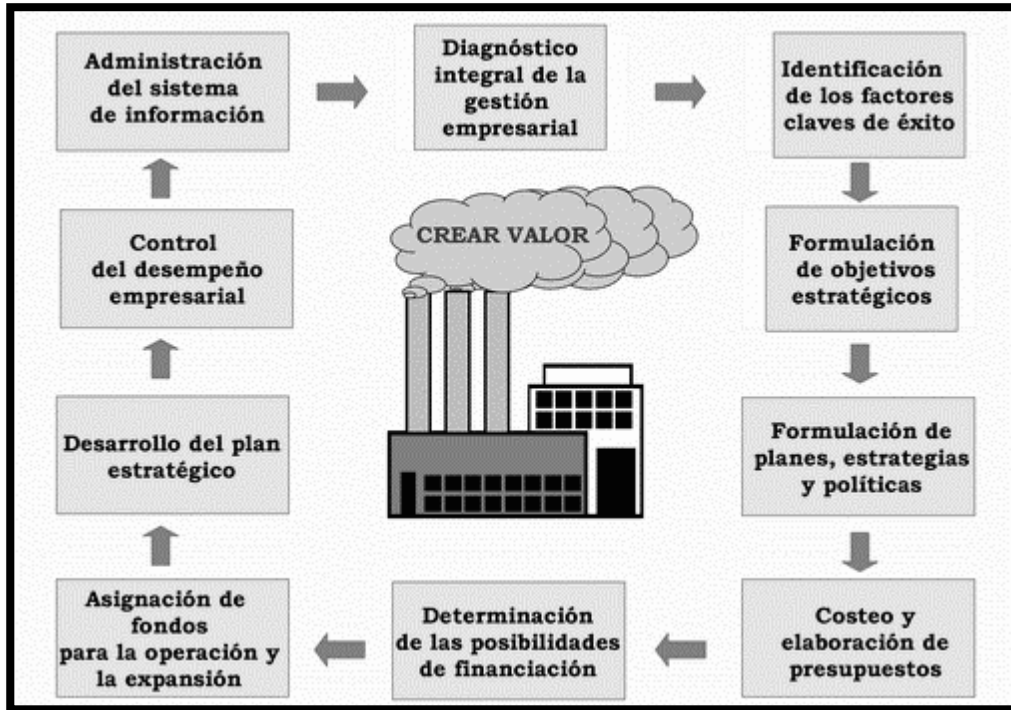 Administración
del sistema
de información
Diagnóstico
integral de la
gestión
empresarial
Identificación
de los factores
claves de éxito
Control
del desempeño
empresarial
CREAR VALOR
Formulación
de objetivos
estratégicos
Desarrollo del plan
estratégico
Formulación de
planes, estrategias
y políticas
Asignación de
fondos
para la operación y
la expansión
Determinación
de las posibilidades
de financiación
Costeo y
elaboración de
presupuestos